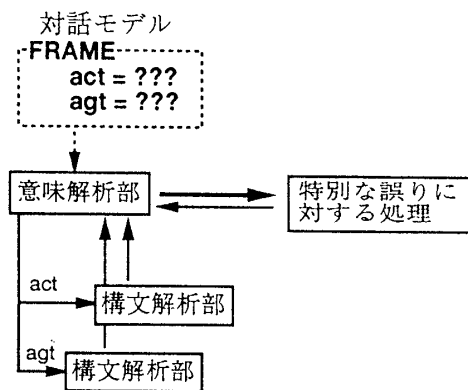 対話モデル
FRAME
act = ???
agt = ???
意味解析部
特別な誤りに
対する処理
act
構文解析部
agt
構文解析部